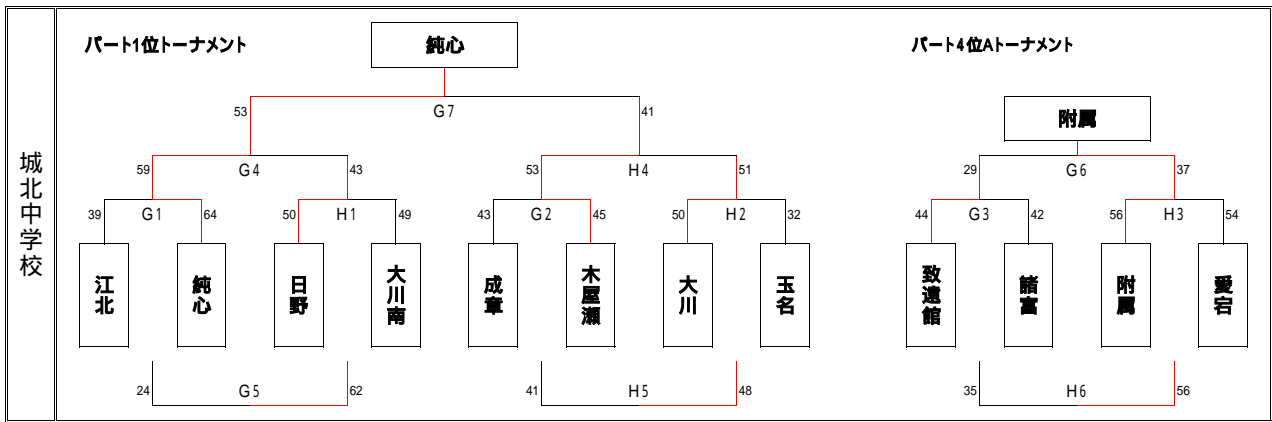 城北中学校
パート1位トーナメント
純心
パート4位Aトーナメント
53 G7 41
附属
59 G4 43 53 H4 51 29 G6 37
39 G1 64 50 H1 49 43 G2 45 50 H2 32 44 G3 42 56 H3 54
江北 純心 日野 大川南 成章 木屋瀬 大川 玉名 致遠館 諸富 附属 愛宕
24 G5 62 41 H5 48 35 H6 56